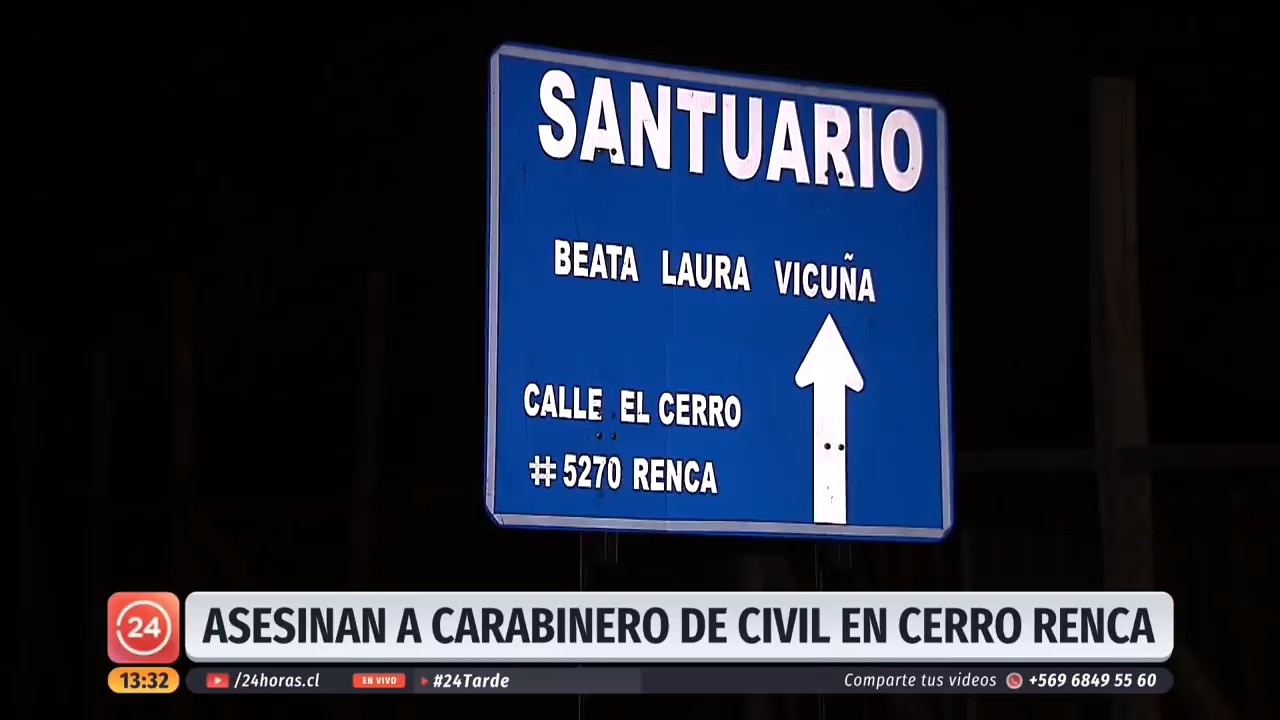 SANTUARIO
BEATA LAURA VICUÑA
CALLE EL CERRO
# 5270 RENCA
24
ASESINAN A CARABINERO DE CIVIL EN CERRO RENCA
13:32 /24horas.cl EN VIVO #24Tarde Comparte tus videos +569 6849 55 60